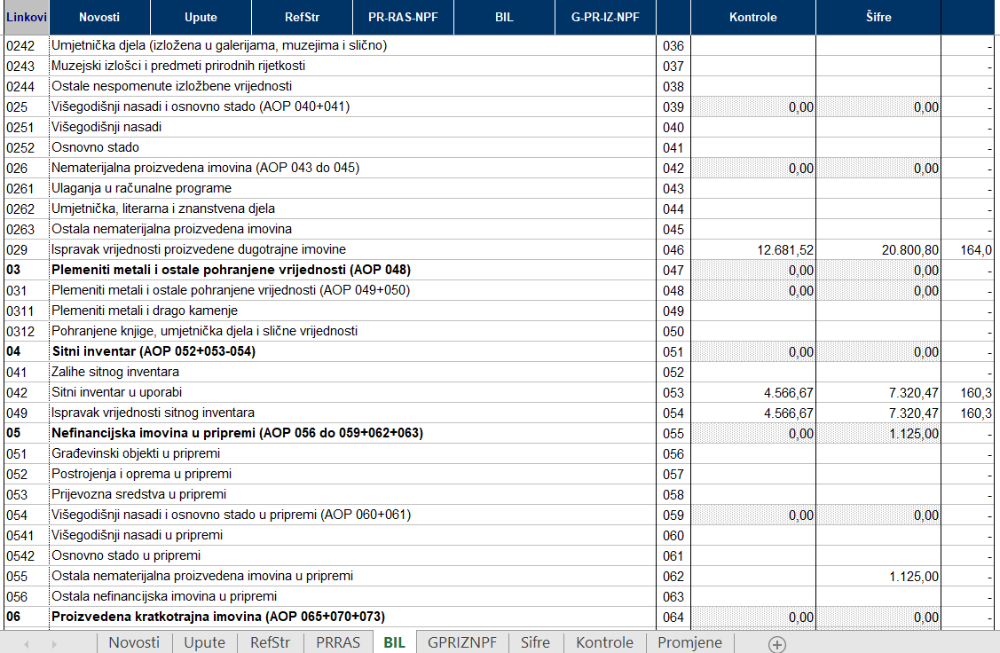 Linkovi Novosti Upute RefStr PR-RAS-NPF BIL G-PR-IZ-NPF Kontrole Šifre
0242 Umjetnička djela (izložena u galerijama, muzejima i slično) 036 -
0243 Muzejski izlošci i predmeti prirodnih rijetkosti 037 -
0244 Ostale nespomenute izložbene vrijednosti 038 -
025 Višegodišnji nasadi i osnovno stado (AOP 040+041) 039 0,00 0,00 -
0251 Višegodišnji nasadi 040 -
0252 Osnovno stado 041 -
026 Nematerijalna proizvedena imovina (AOP 043 do 045) 042 0,00 0,00 -
0261 Ulaganja u računalne programe 043 -
0262 Umjetnička, literarna i znanstvena djela 044 -
0263 Ostala nematerijalna proizvedena imovina 045 -
029 Ispravak vrijednosti proizvedene dugotrajne imovine 046 12.681,52 20.800,80 164,0
03 Plemeniti metali i ostale pohranjene vrijednosti (AOP 048) 047 0,00 0,00 -
031 Plemeniti metali i ostale pohranjene vrijednosti (AOP 049+050) 048 0,00 0,00 -
0311 Plemeniti metali i drago kamenje 049 -
0312 Pohranjene knjige, umjetnička djela i slične vrijednosti 050 -
04 Sitni inventar (AOP 052+053-054) 051 0,00 0,00 -
041 Zalihe sitnog inventara 052 -
042 Sitni inventar u uporabi 053 4.566,67 7.320,47 160,3
049 Ispravak vrijednosti sitnog inventara 054 4.566,67 7.320,47 160,3
05 Nefinancijska imovina u pripremi (AOP 056 do 059+062+063) 055 0,00 1.125,00 -
051 Građevinski objekti u pripremi 056 -
052 Postrojenja i oprema u pripremi 057 -
053 Prijevozna sredstva u pripremi 058 -
054 Višegodišnji nasadi i osnovno stado u pripremi (AOP 060+061) 059 0,00 0,00 -
0541 Višegodišnji nasadi u pripremi 060 -
0542 Osnovno stado u pripremi 061 -
055 Ostala nematerijalna proizvedena imovina u pripremi 062 1.125,00 -
056 Ostala nefinancijska imovina u pripremi 063 -
06 Proizvedena kratkotrajna imovina (AOP 065+070+073) 064 0,00 0,00 -
Novosti Upute RefStr PRRAS BIL GPRIZNPF Sifre Kontrole Promjene